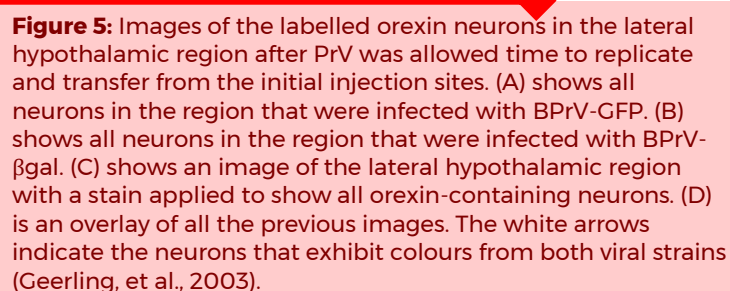 Figure 5: Images of the labelled orexin neurons in the lateral
hypothalamic region after PrV was allowed time to replicate
and transfer from the initial injection sites. (A) shows all
neurons in the region that were infected with BPrV-GFP. (B)
shows all neurons in the region that were infected with BPrV-
βgal. (C) shows an image of the lateral hypothalamic region
with a stain applied to show all orexin-containing neurons. (D)
is an overlay of all the previous images. The white arrows
indicate the neurons that exhibit colours from both viral strains
(Geerling, et al., 2003).